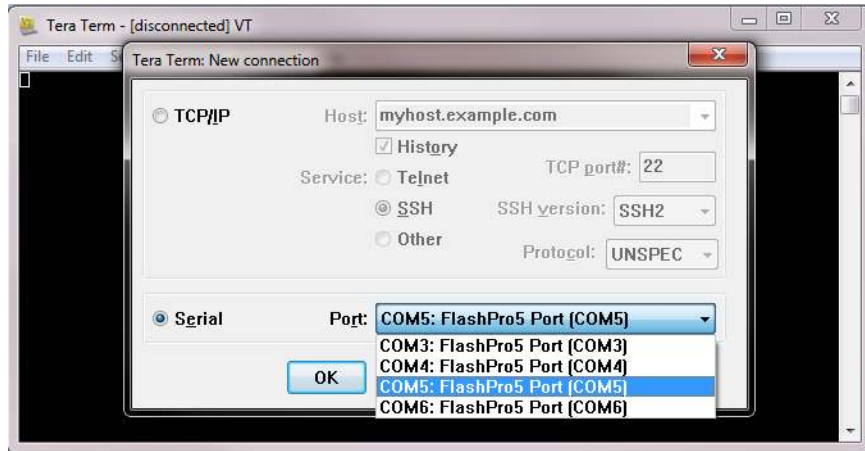 Tera Term - [disconnected] VT
File Edit
Tera Term: New connection
TCP/IP Host: myhost.example.com
History
Service: Telnet TCP port#: 22
SSH SSH version: SSH2
Other Protocol: UNSPEC
Serial Port: COM5: FlashPro5 Port (COM5)
COM3: FlashPro5 Port (COM3)
COM4: FlashPro5 Port (COM4)
OK COM5: FlashPro5 Port (COM5)
COM6: FlashPro5 Port (COM6)